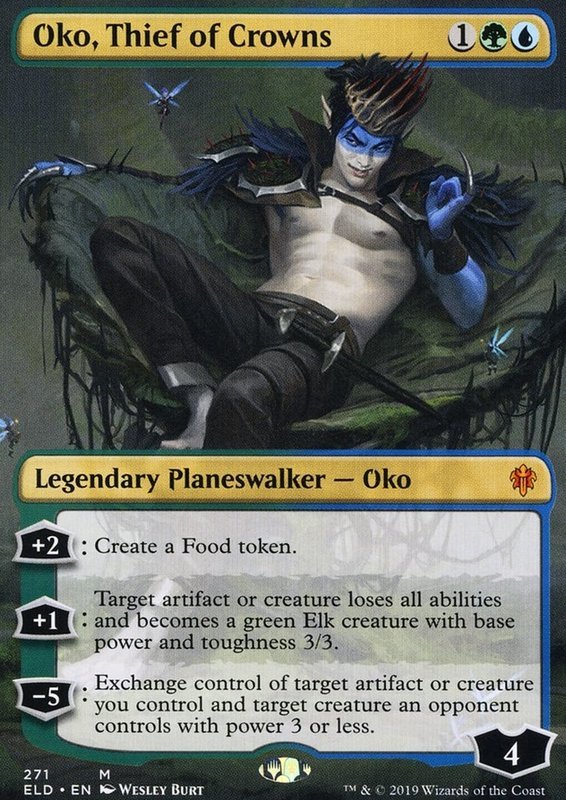 Oko, Thief of Crowns 1
Legendary Planeswalker — Oko
+2 : Create a Food token.
Target artifact or creature loses all abilities
+1 : and becomes a green Elk creature with base
power and toughness 3/3.
Exchange control of target artifact or creature
−5 : you control and target creature an opponent
controls with power 3 or less.
4
271 M
ELD • EN Wesley Burt
™ & © 2019 Wizards of the Coast